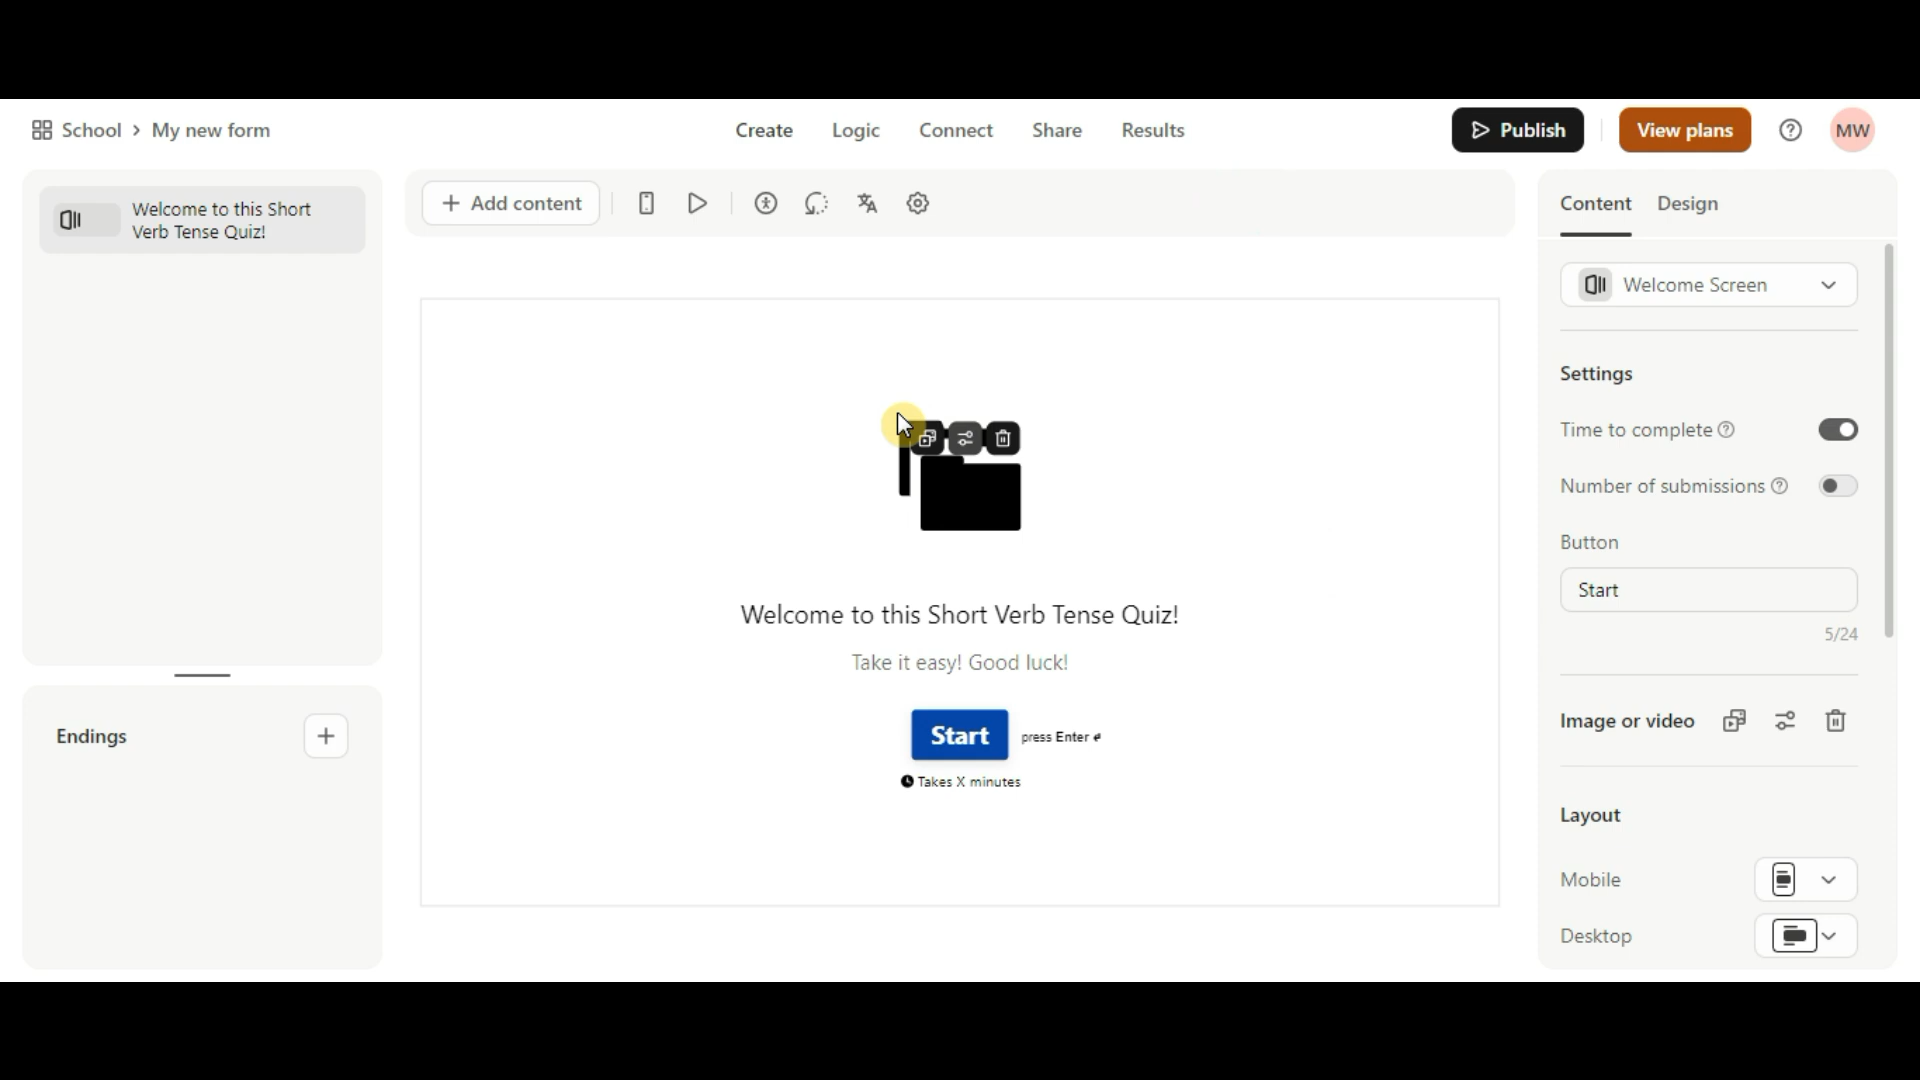 School > My new form
Create
Logic
Connect
Share
Results
Publish
View plans
MW
Welcome to this Short
Verb Tense Quiz!
Add content
Content
Design
Welcome Screen
Settings
Time to complete
Number of submissions
Button
Start
5/24
Image or video
Layout
Mobile
Desktop
Welcome to this Short Verb Tense Quiz!
Take it easy! Good luck!
Start
press Enter ↵
Takes X minutes
Endings